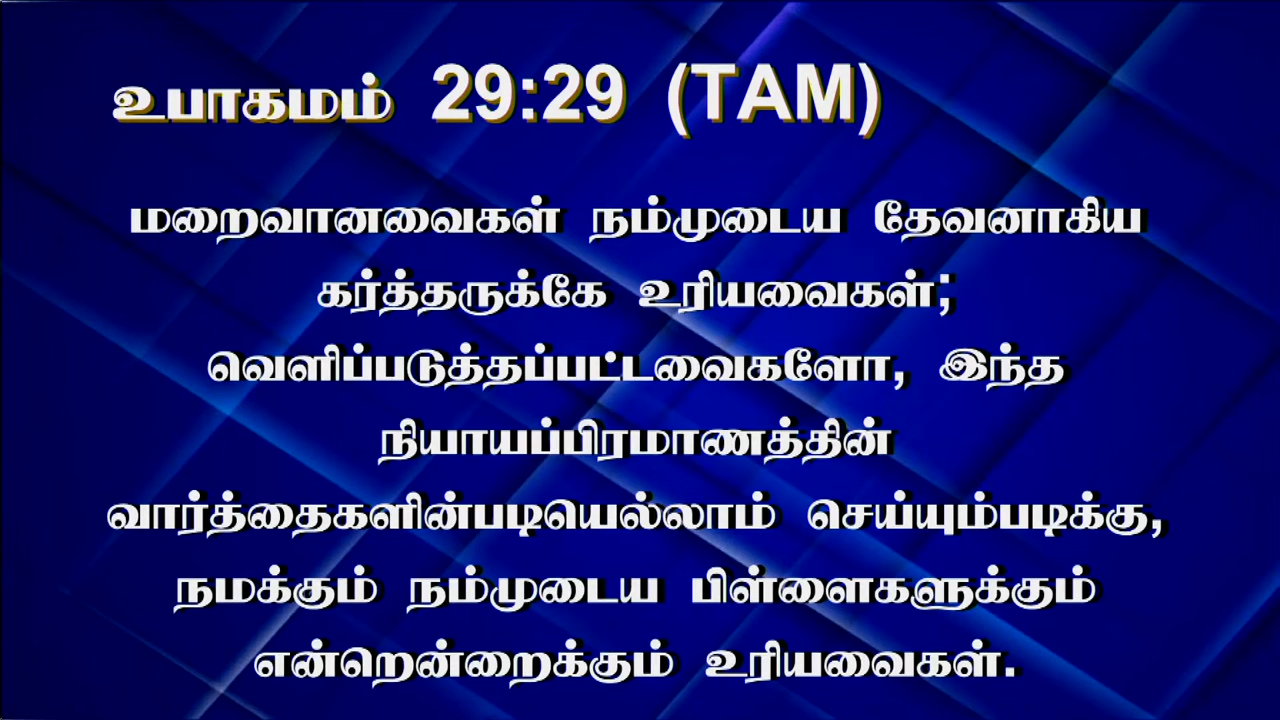 உபாகமம் 29:29 (TAM)
மறைவானவைகள் நம்முடைய தேவனாகிய
கர்த்தருக்கே உரியவைகள்;
வெளிப்படுத்தப்பட்டவைகளோ, இந்த
நியாயப்பிரமாணத்தின்
வார்த்தைகளின்படியெல்லாம் செய்யும்படிக்கு,
நமக்கும் நம்முடைய பிள்ளைகளுக்கும்
என்றென்றைக்கும் உரியவைகள்.